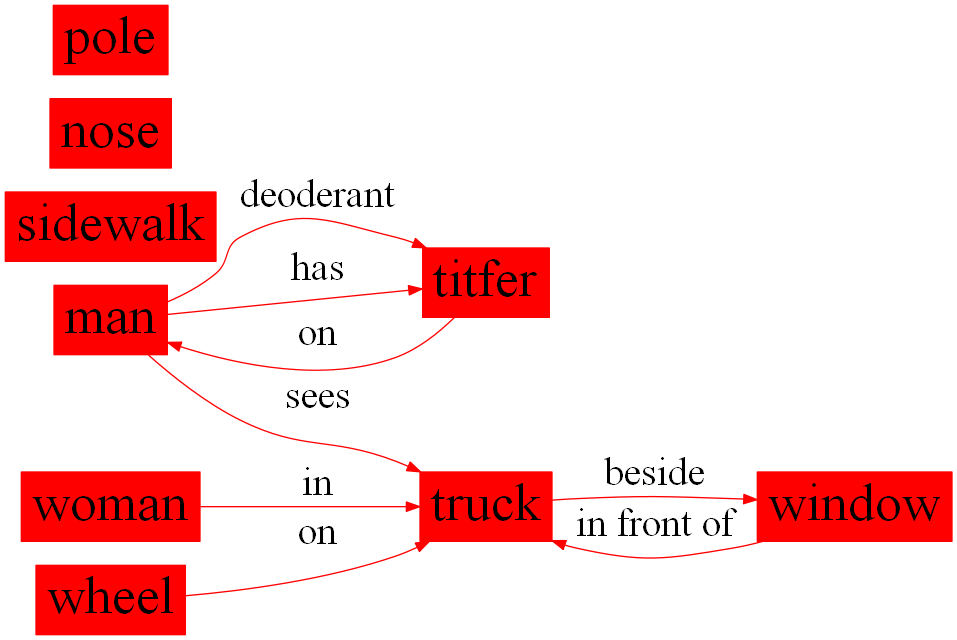 pole
nose
sidewalk
deoderant
has
titfer
man
on
sees
woman
in
truck
beside
window
in front of
on
wheel